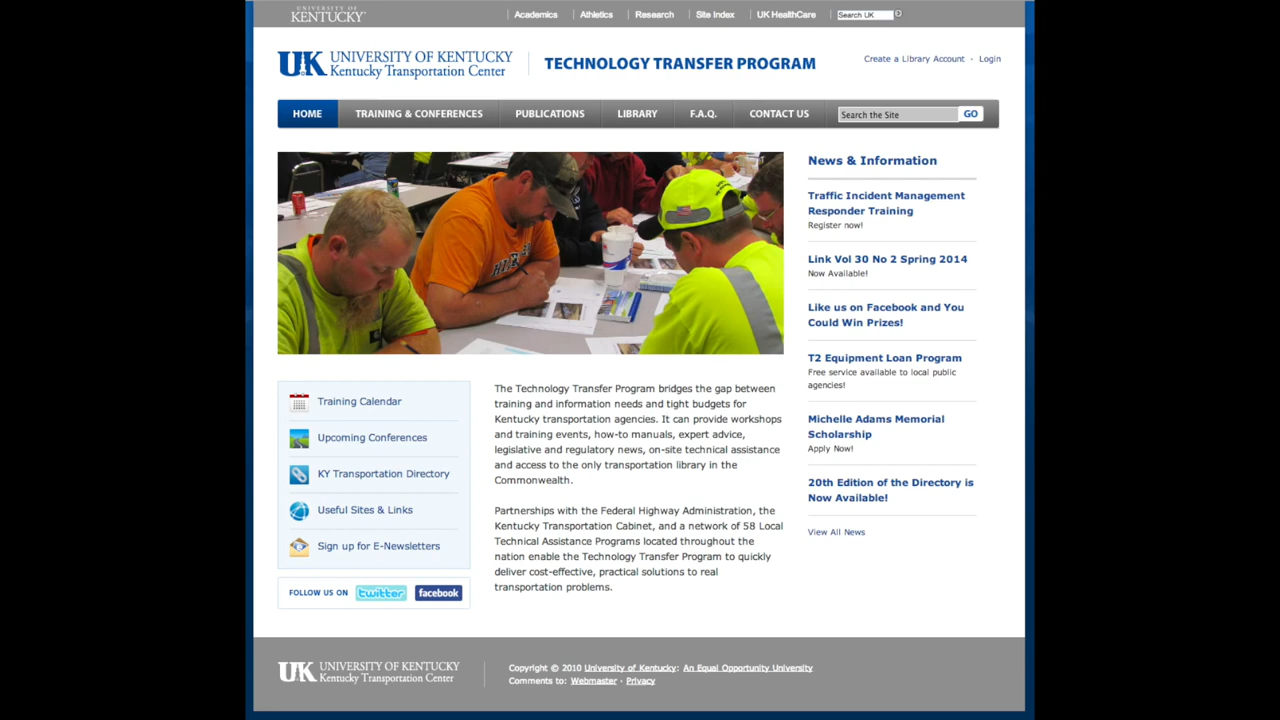 UNIVERSITY OF
KENTUCKY
Academics
Athletics
Research
Site Index
UK HealthCare
Search UK
UK UNIVERSITY OF KENTUCKY
Kentucky Transportation Center
TECHNOLOGY TRANSFER PROGRAM
Create a Library Account - Login
HOME
TRAINING & CONFERENCES
PUBLICATIONS
LIBRARY
F.A.Q.
CONTACT US
Search the Site
GO
Training Calendar
Upcoming Conferences
KY Transportation Directory
Useful Sites & Links
Sign up for E-Newsletters
FOLLOW US ON twitter facebook
The Technology Transfer Program bridges the gap between
training and information needs and tight budgets for
Kentucky transportation agencies. It can provide workshops
and training events, how-to manuals, expert advice,
legislative and regulatory news, on-site technical assistance
and access to the only transportation library in the
Commonwealth.
Partnerships with the Federal Highway Administration, the
Kentucky Transportation Cabinet, and a network of 58 Local
Technical Assistance Programs located throughout the
nation enable the Technology Transfer Program to quickly
deliver cost-effective, practical solutions to real
transportation problems.
News & Information
Traffic Incident Management
Responder Training
Register now!
Link Vol 30 No 2 Spring 2014
Now Available!
Like us on Facebook and You
Could Win Prizes!
T2 Equipment Loan Program
Free service available to local public
agencies!
Michelle Adams Memorial
Scholarship
Apply Now!
20th Edition of the Directory is
Now Available!
View All News
UK UNIVERSITY OF KENTUCKY
Kentucky Transportation Center
Copyright © 2010 University of Kentucky: An Equal Opportunity University
Comments to: Webmaster · Privacy